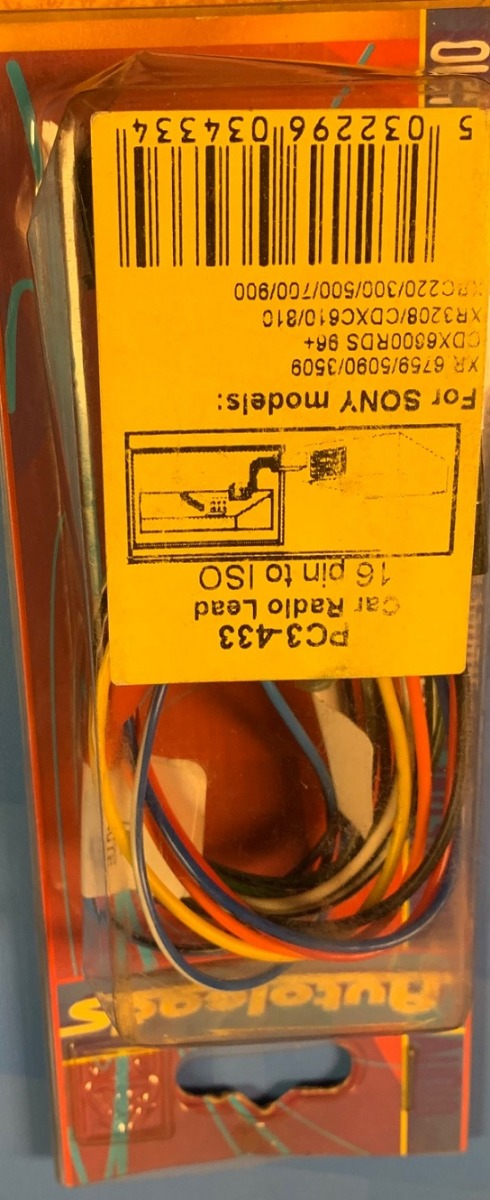 Autoleads
PC3-433
Car Radio Lead
16 pin to ISO
For SONY models:
XR 6759/5090/3509
CDX6600RDS 96+
XR3208/CDXC610/810
XRC220/300/500/700/900
5 032296 034334